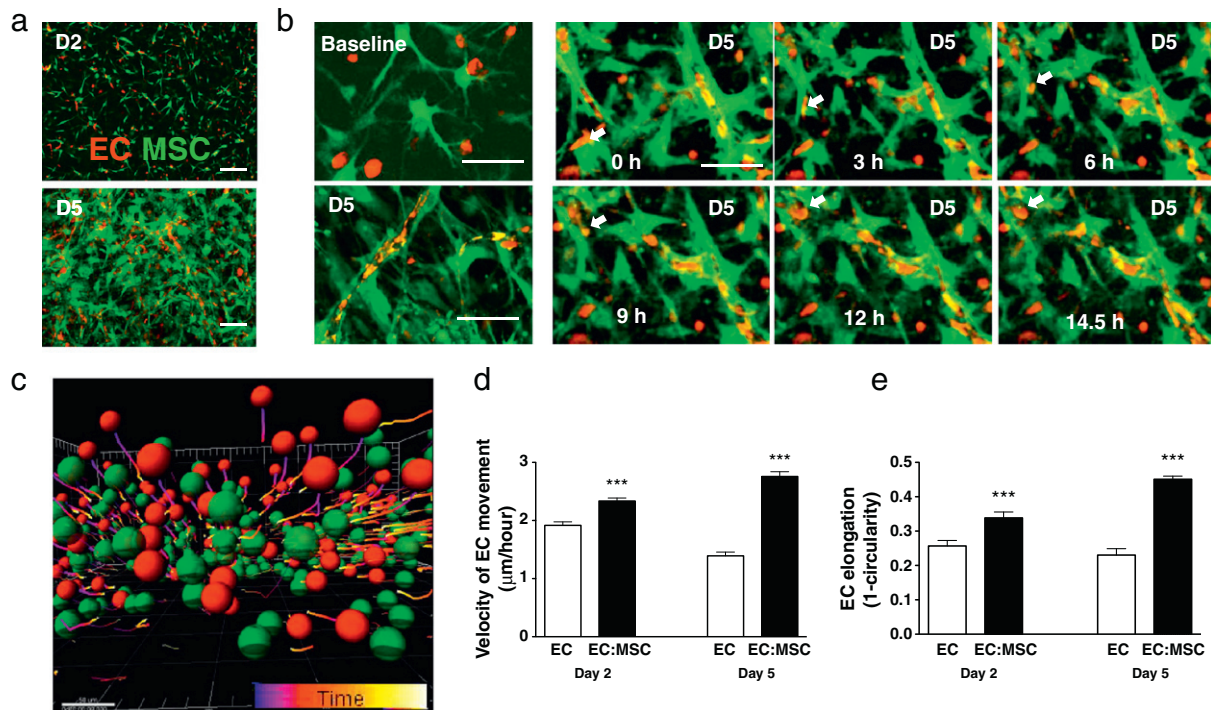 a
D2
EC MSC
D5
b
Baseline
D5
D5
0 h
D5
3 h
D5
6 h
D5
9 h
D5
12 h
D5
14.5 h
c
Time
d
Velocity of EC movement
(μm/hour)
3
2
1
0
***
***
EC EC:MSC EC EC:MSC
Day 2 Day 5
e
EC elongation
(1-circularity)
0.5
0.4
0.3
0.2
0.1
0.0
***
***
EC EC:MSC EC EC:MSC
Day 2 Day 5